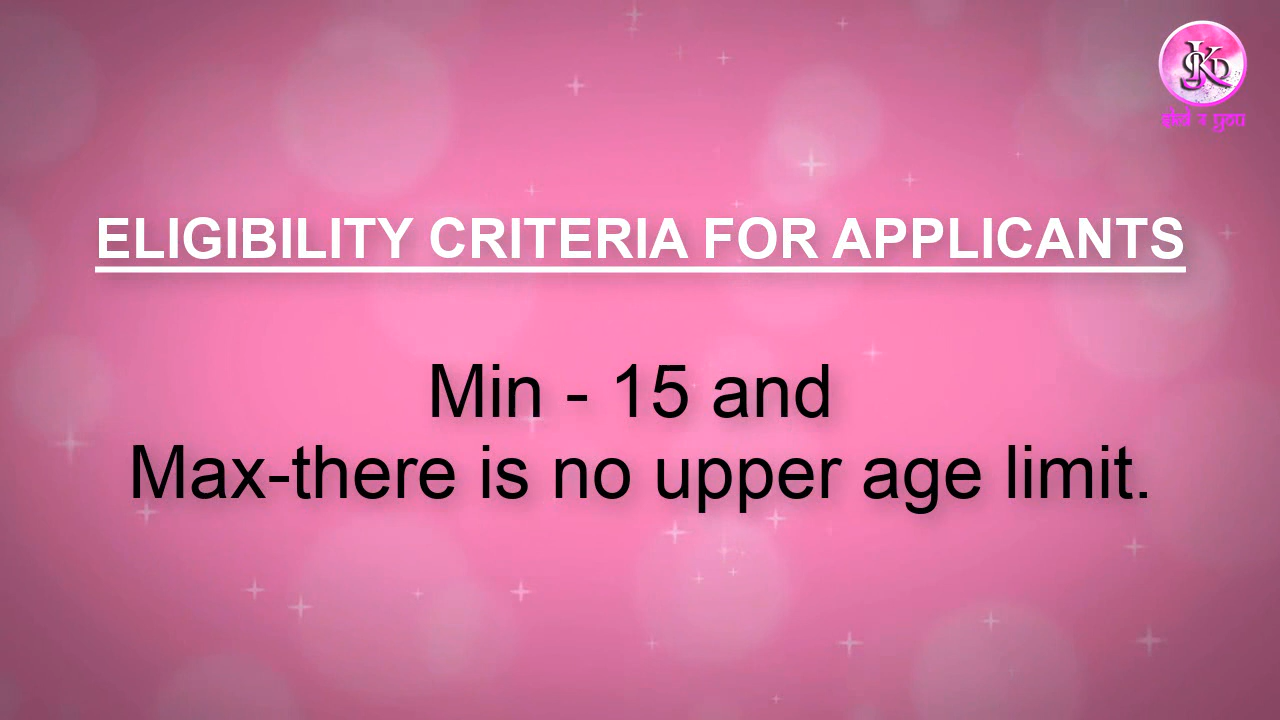 ELIGIBILITY CRITERIA FOR APPLICANTS
Min - 15 and
Max-there is no upper age limit.